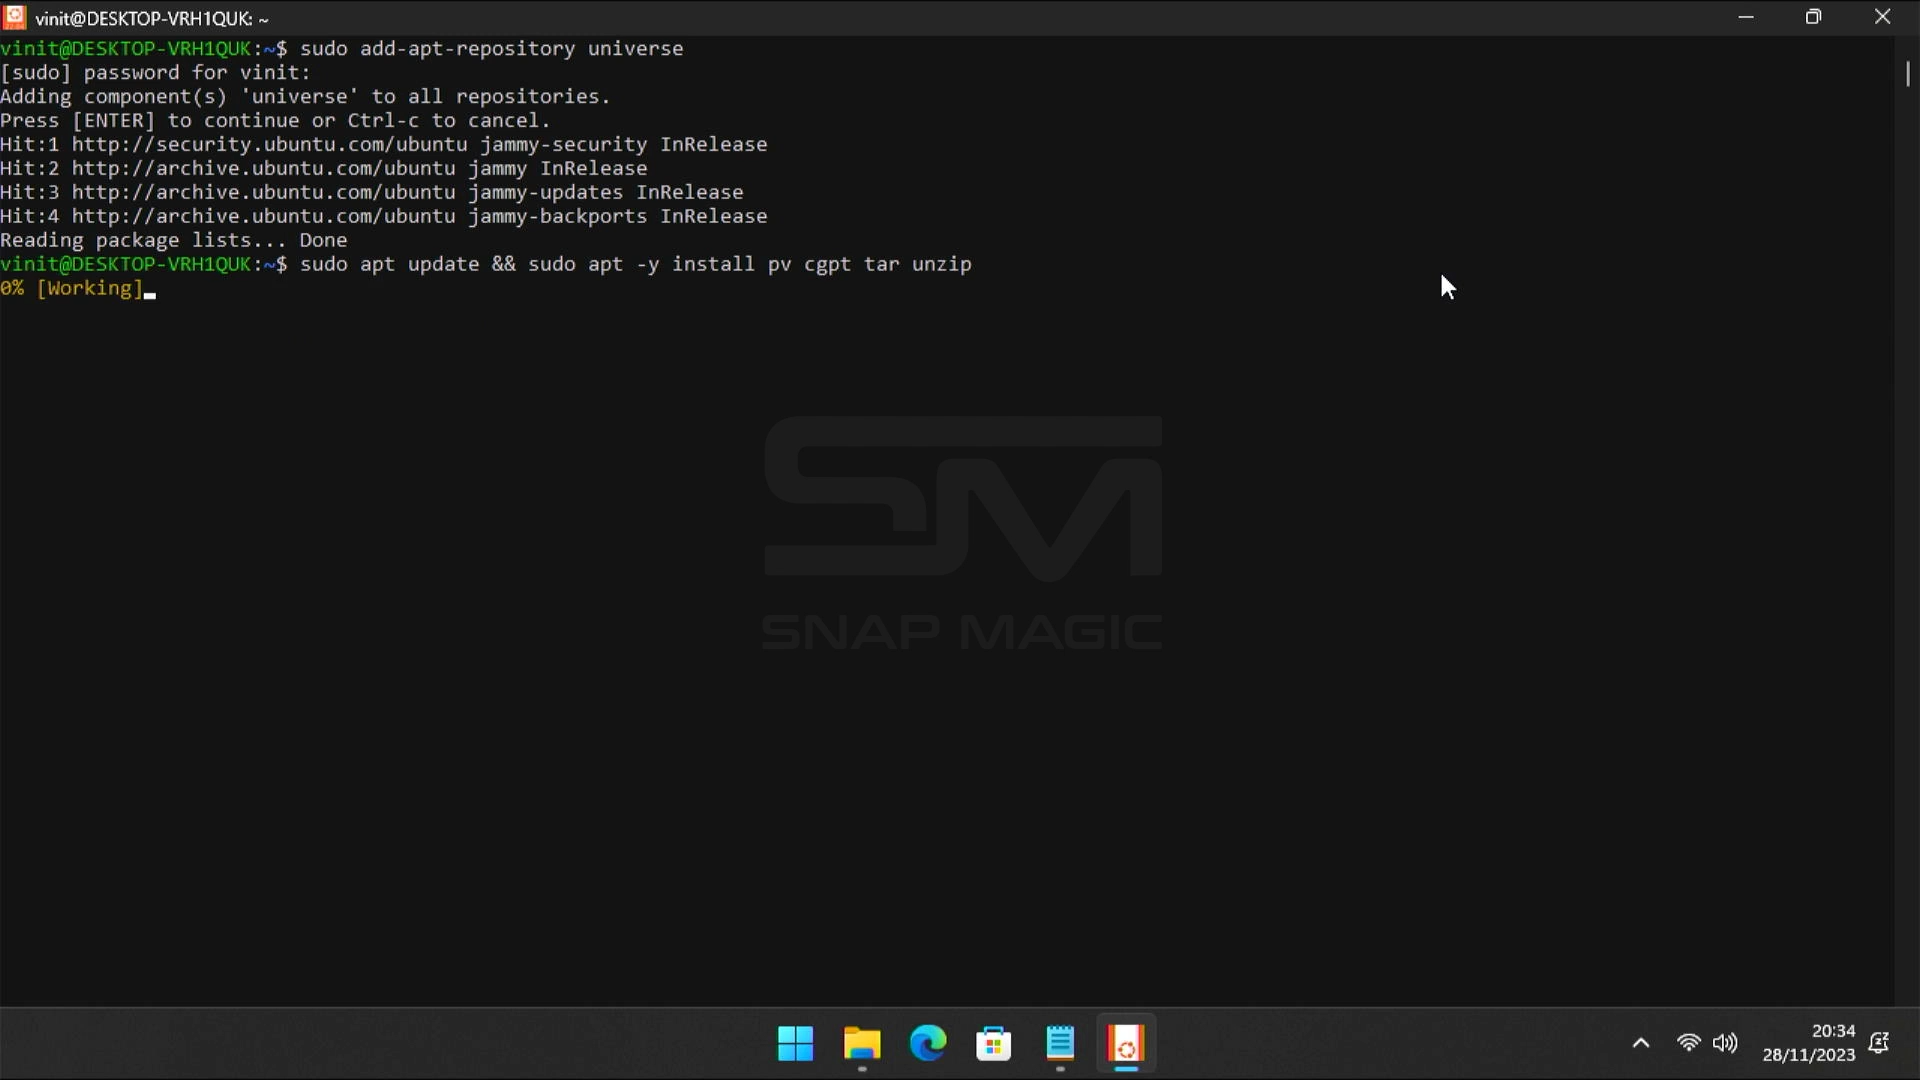 vinit@DESKTOP-VRH1QUK: ~
vinit@DESKTOP-VRH1QUK:~$ sudo add-apt-repository universe
[sudo] password for vinit:
Adding component(s) 'universe' to all repositories.
Press [ENTER] to continue or Ctrl-c to cancel.
Hit:1 http://security.ubuntu.com/ubuntu jammy-security InRelease
Hit:2 http://archive.ubuntu.com/ubuntu jammy InRelease
Hit:3 http://archive.ubuntu.com/ubuntu jammy-updates InRelease
Hit:4 http://archive.ubuntu.com/ubuntu jammy-backports InRelease
Reading package lists... Done
vinit@DESKTOP-VRH1QUK:~$ sudo apt update && sudo apt -y install pv cgpt tar unzip
0% [Working]
SM
SNAP MAGIC
20:34
28/11/2023